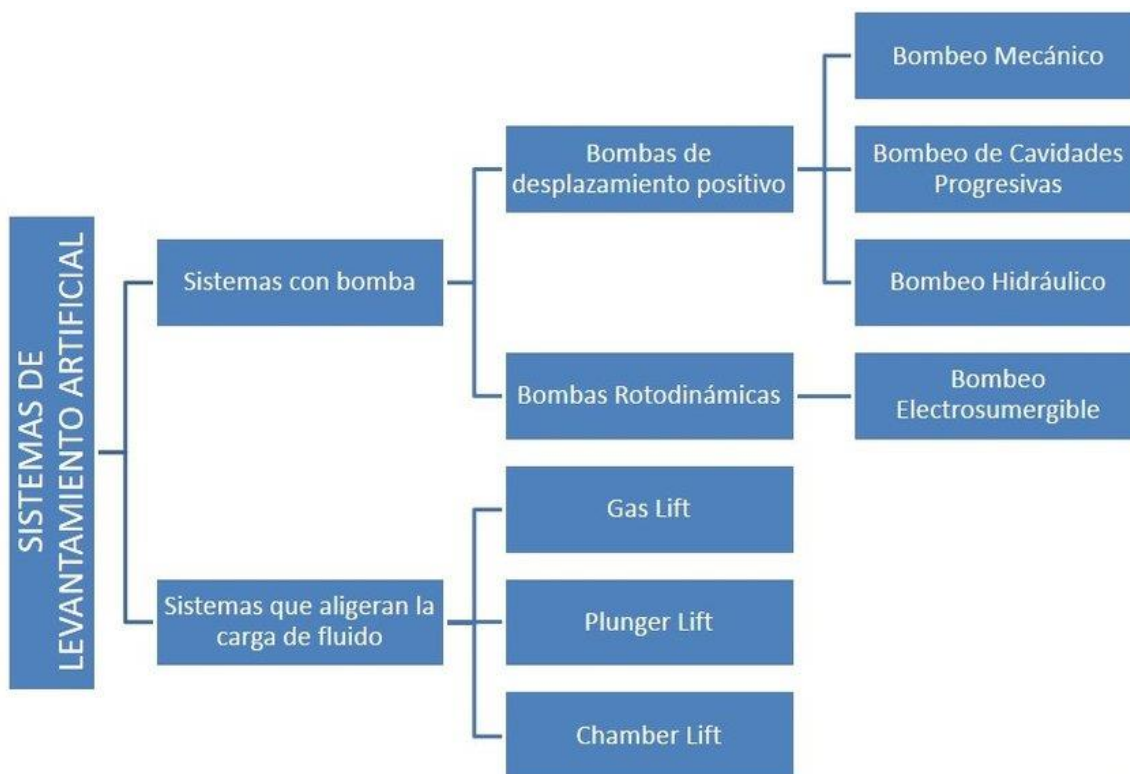 SISTEMAS DE
LEVANTAMIENTO ARTIFICIAL
Sistemas con bomba
Bombas de
desplazamiento positivo
Bombeo Mecánico
Bombeo de Cavidades
Progresivas
Bombeo Hidráulico
Bombas Rotodinámicas
Bombeo
Electrosumergible
Sistemas que aligeran la
carga de fluido
Gas Lift
Plunger Lift
Chamber Lift